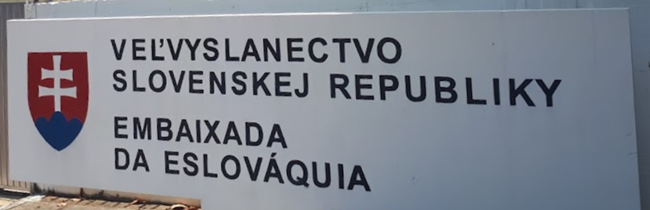 VEĽVYSLANECTVO
SLOVENSKEJ REPUBLIKY
EMBAIXADA
DA ESLOVÁQUIA